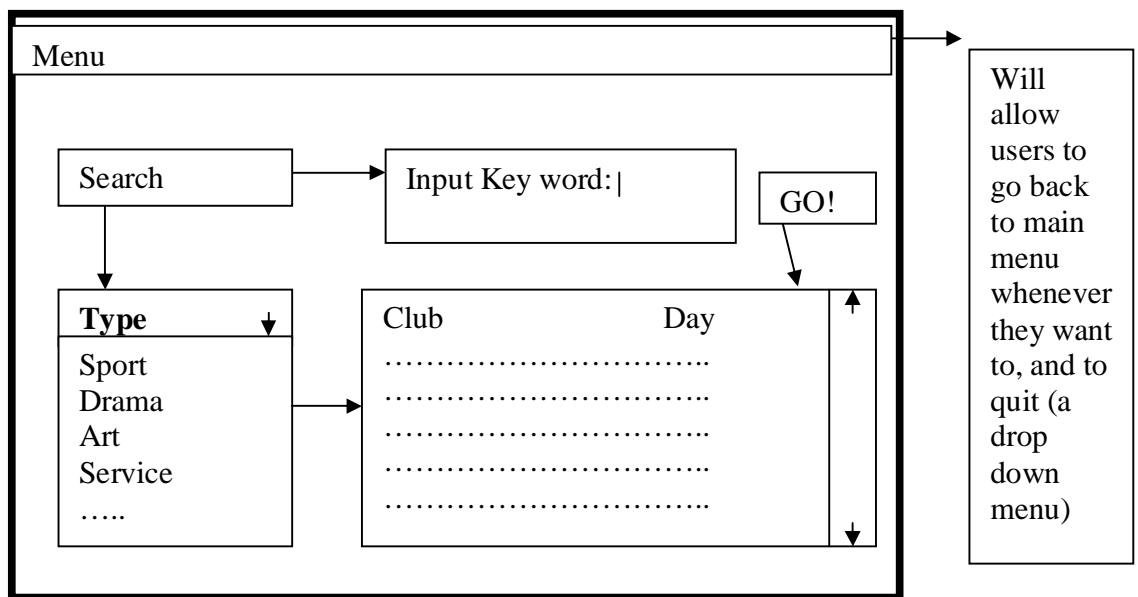 Menu
Search
Input Key word:|
GO!
Type
Sport
Drama
Art
Service
…..
Club Day
…………………………..
…………………………..
…………………………..
…………………………..
…………………………..
Will
allow
users to
go back
to main
menu
whenever
they want
to, and to
quit (a
drop
down
menu)